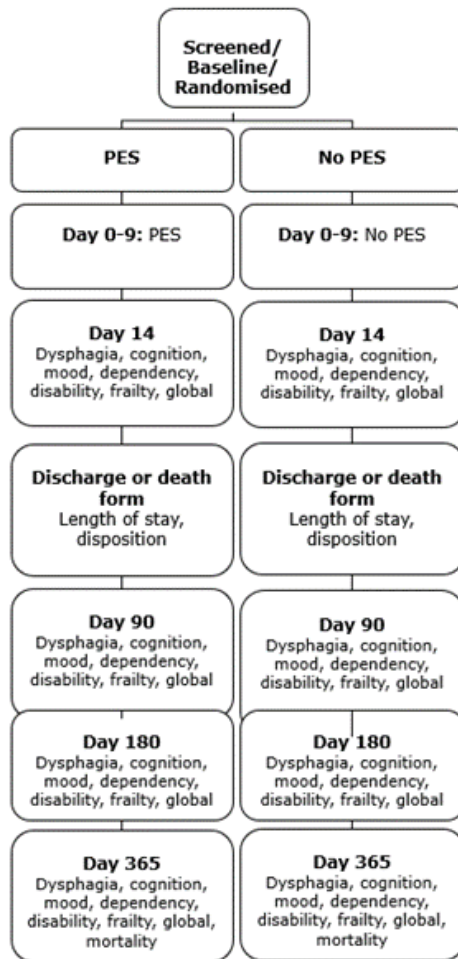 Screened/
Baseline/
Randomised
PES
No PES
Day 0-9: PES
Day 0-9: No PES
Day 14
Dysphagia, cognition,
mood, dependency,
disability, frailty, global
Day 14
Dysphagia, cognition,
mood, dependency,
disability, frailty, global
Discharge or death
form
Length of stay,
disposition
Discharge or death
form
Length of stay,
disposition
Day 90
Dysphagia, cognition,
mood, dependency,
disability, frailty, global
Day 90
Dysphagia, cognition,
mood, dependency,
disability, frailty, global
Day 180
Dysphagia, cognition,
mood, dependency,
disability, frailty, global
Day 180
Dysphagia, cognition,
mood, dependency,
disability, frailty, global
Day 365
Dysphagia, cognition,
mood, dependency,
disability, frailty, global,
mortality
Day 365
Dysphagia, cognition,
mood, dependency,
disability, frailty, global,
mortality